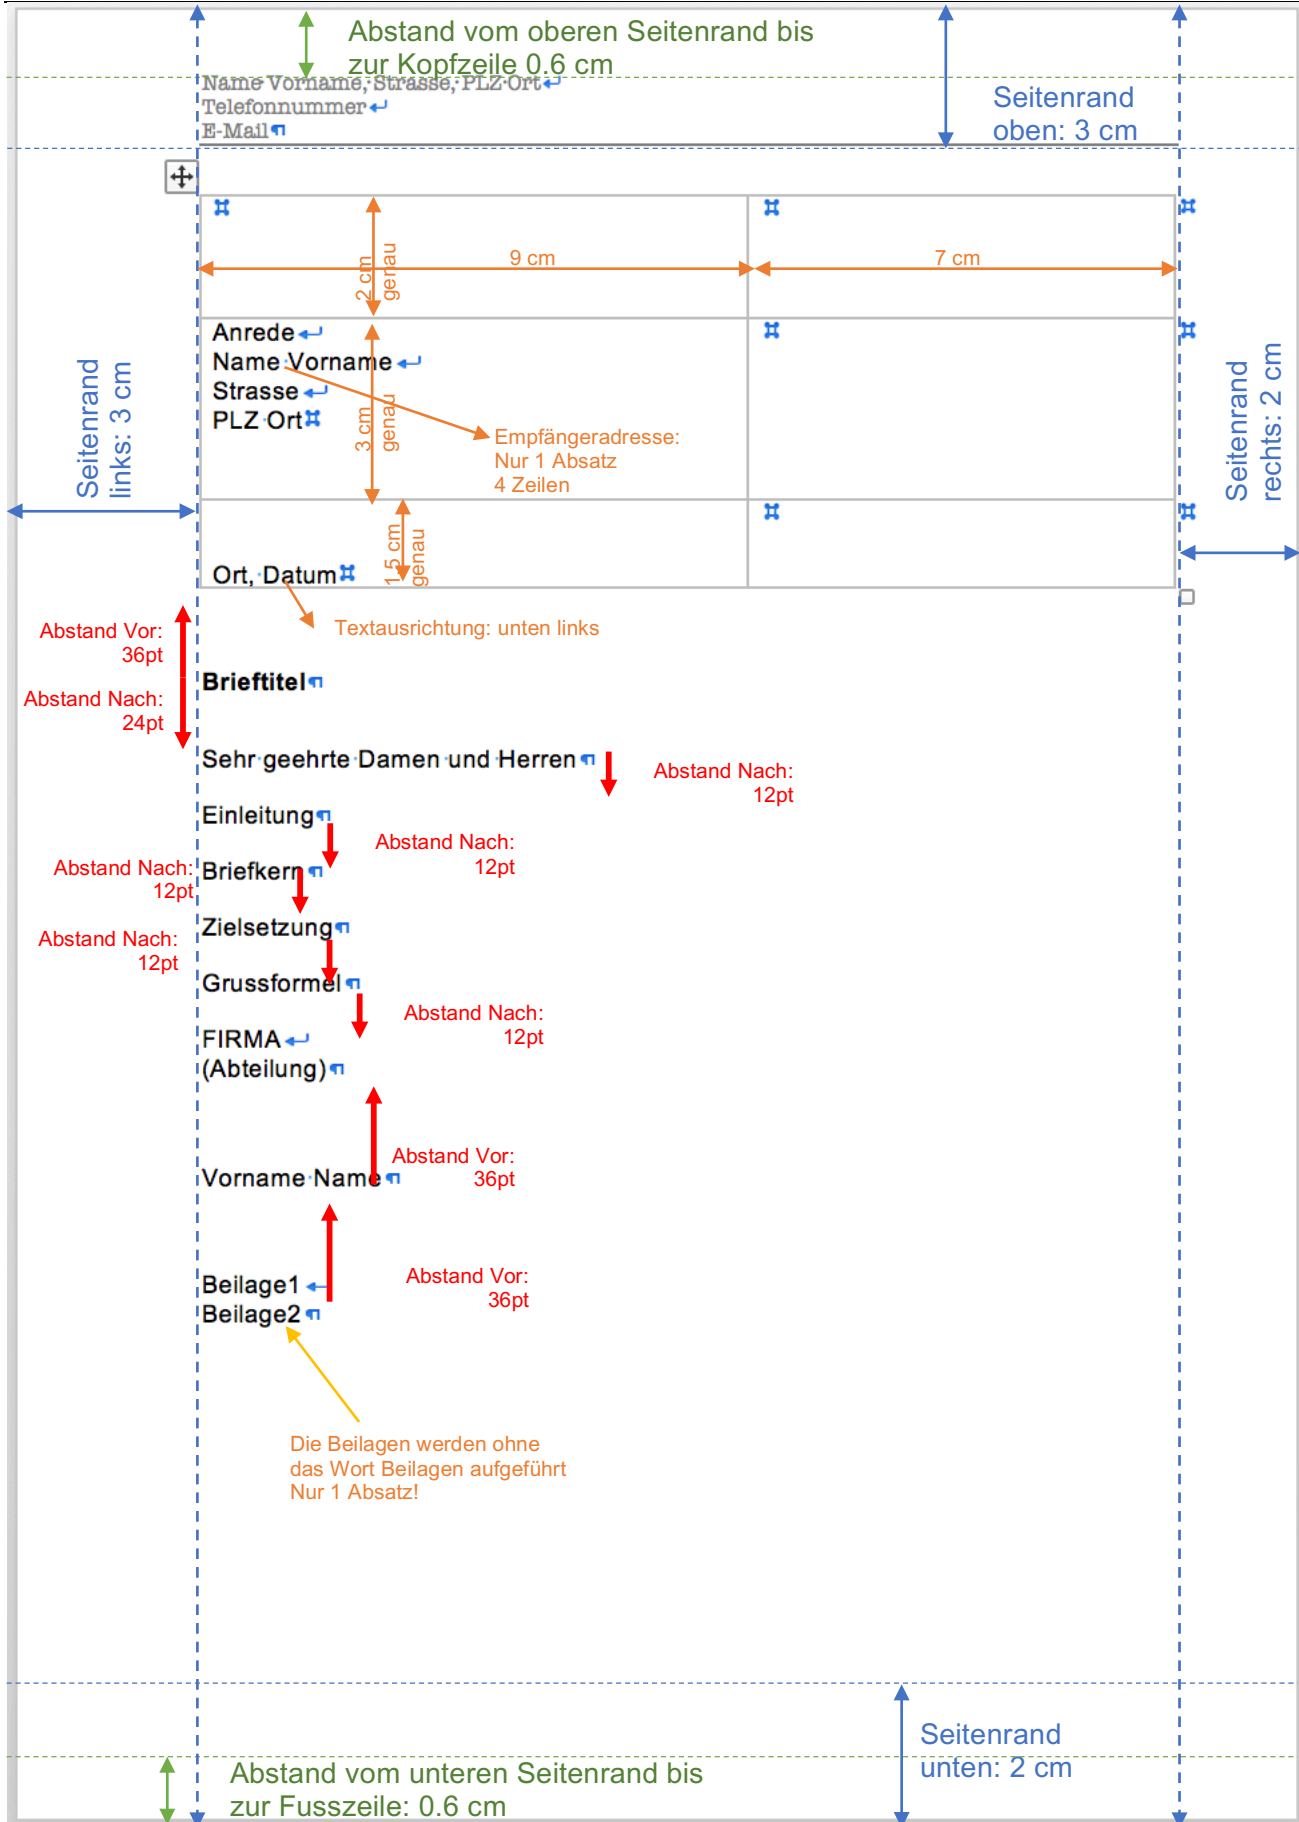 Abstand vom oberen Seitenrand bis
zur Kopfzeile 0.6 cm
Name Vorname, Strasse, PLZ Ort
Telefonnummer
E-Mail
Seitenrand
oben: 3 cm
9 cm
7 cm
2 cm
genau
Anrede
Name Vorname
Strasse
PLZ Ort
3 cm
genau
Empfängeradresse:
Nur 1 Absatz
4 Zeilen
Seitenrand
links: 3 cm
Seitenrand
rechts: 2 cm
1.5 cm
genau
Ort, Datum
Textausrichtung: unten links
Abstand Vor:
36pt
Brieftitel
Abstand Nach:
24pt
Sehr geehrte Damen und Herren
Abstand Nach:
12pt
Einleitung
Abstand Nach:
12pt
Abstand Nach:
12pt
Briefkern
Zielsetzung
Abstand Nach:
12pt
Grussformel
Abstand Nach:
12pt
FIRMA
(Abteilung)
Abstand Vor:
36pt
Vorname Name
Abstand Vor:
36pt
Beilage1
Beilage2
Die Beilagen werden ohne
das Wort Beilagen aufgeführt
Nur 1 Absatz!
Seitenrand
unten: 2 cm
Abstand vom unteren Seitenrand bis
zur Fusszeile: 0.6 cm